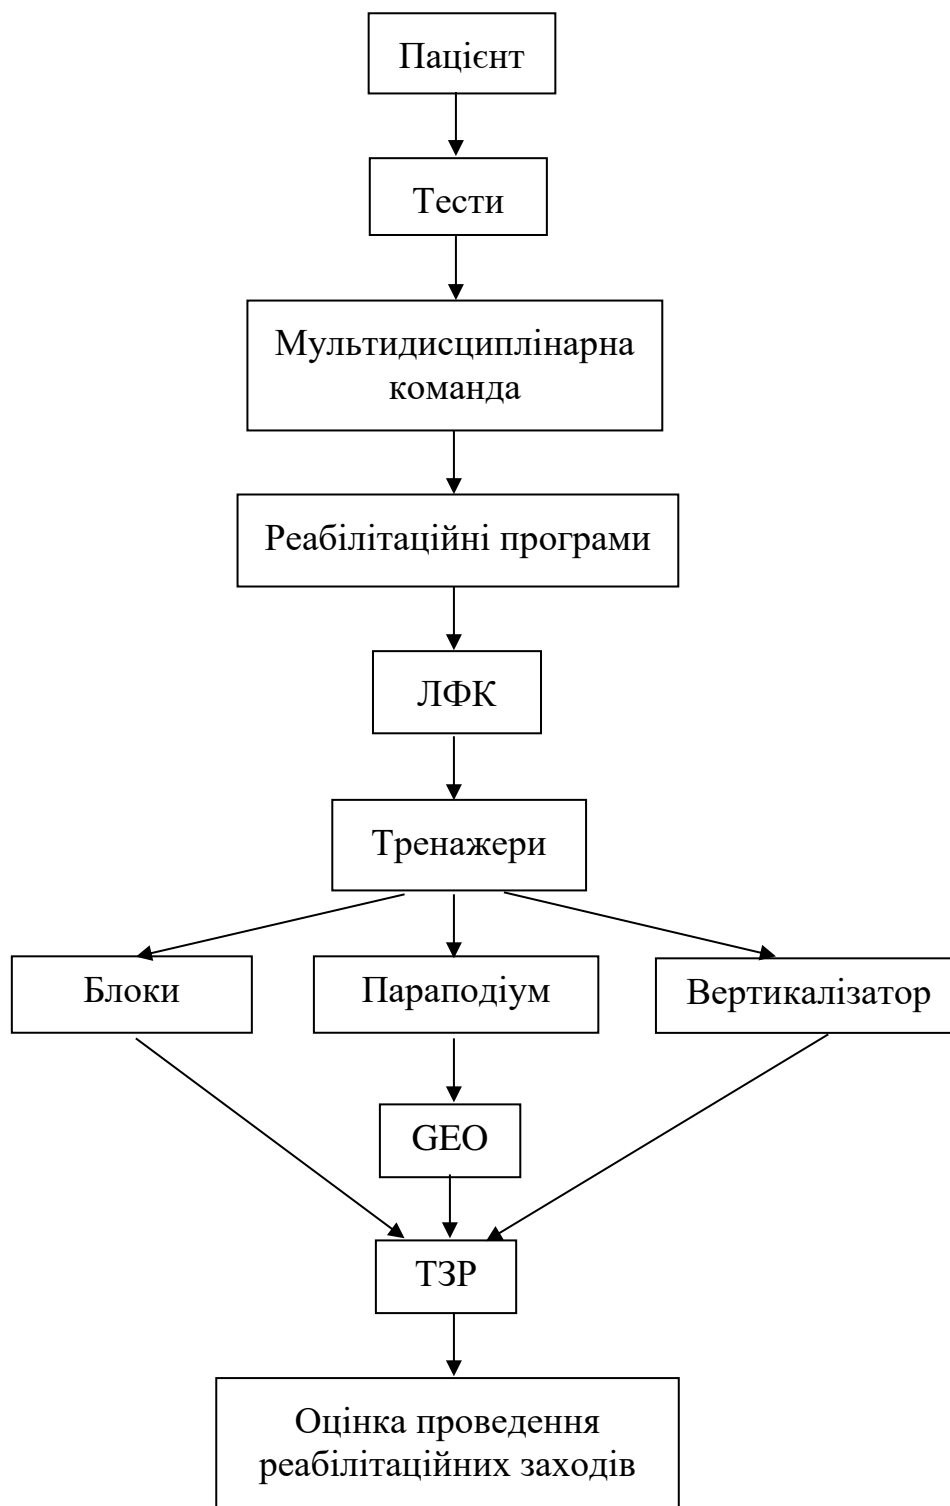 Пацієнт
Тести
Мультидисциплінарна
команда
Реабілітаційні програми
ЛФК
Тренажери
Блоки
Параподіум
Вертикалізатор
GEO
ТЗР
Оцінка проведення
реабілітаційних заходів